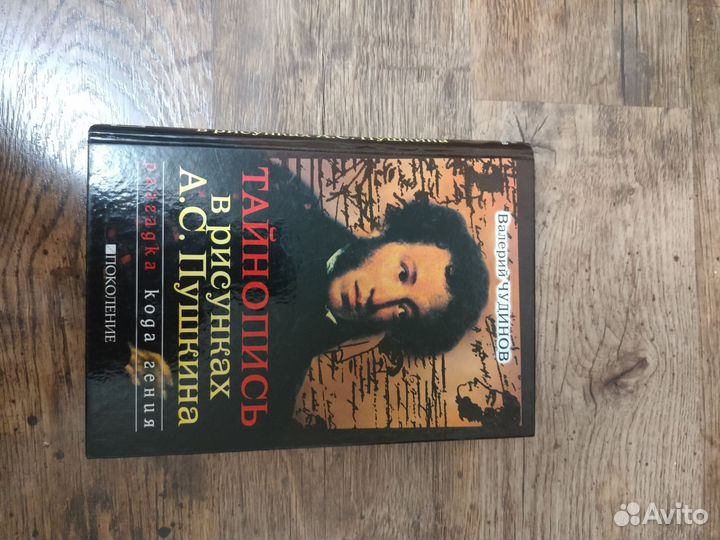 Валерий ЧУДИНОВ
ТАЙНОПИСЬ
в рисунках
А.С. Пушкина
разгадка кода гения
ПОКОЛЕНИЕ
Avito